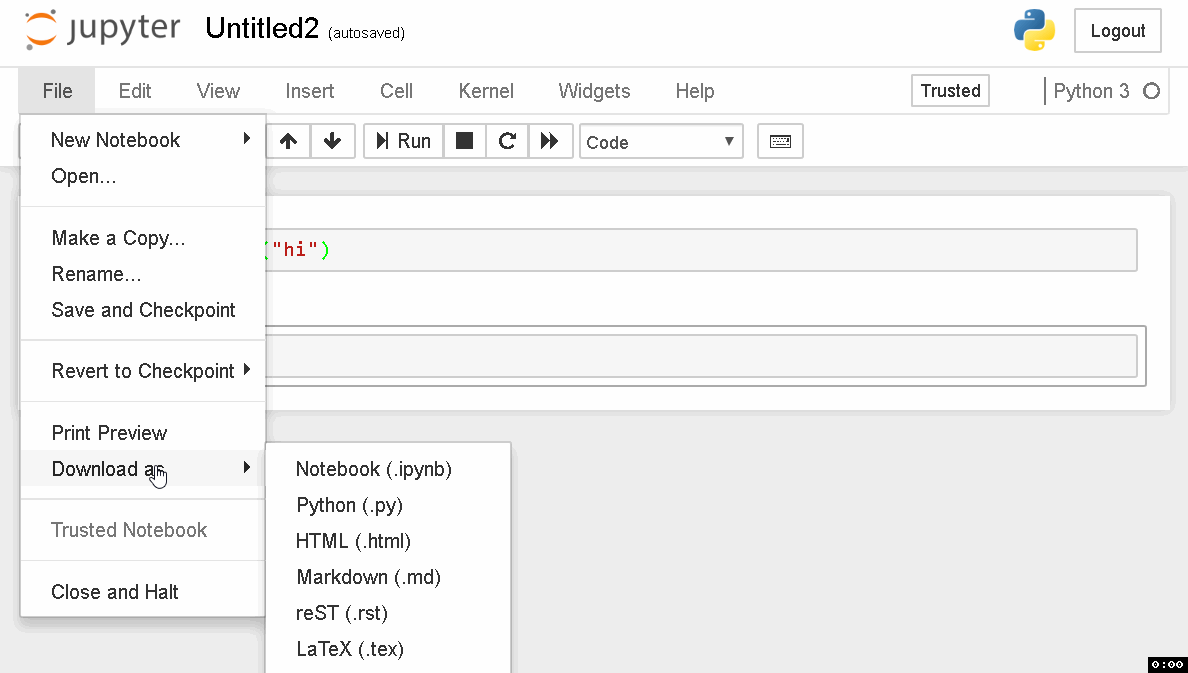 jupyter Untitled2 (autosaved) Logout
File Edit View Insert Cell Kernel Widgets Help Trusted Python 3
Run Code
New Notebook
Open...
Make a Copy...
Rename...
Save and Checkpoint
Revert to Checkpoint
Print Preview
Download as
Trusted Notebook
Close and Halt
("hi")
Notebook (.ipynb)
Python (.py)
HTML (.html)
Markdown (.md)
reST (.rst)
LaTeX (.tex)
0:00